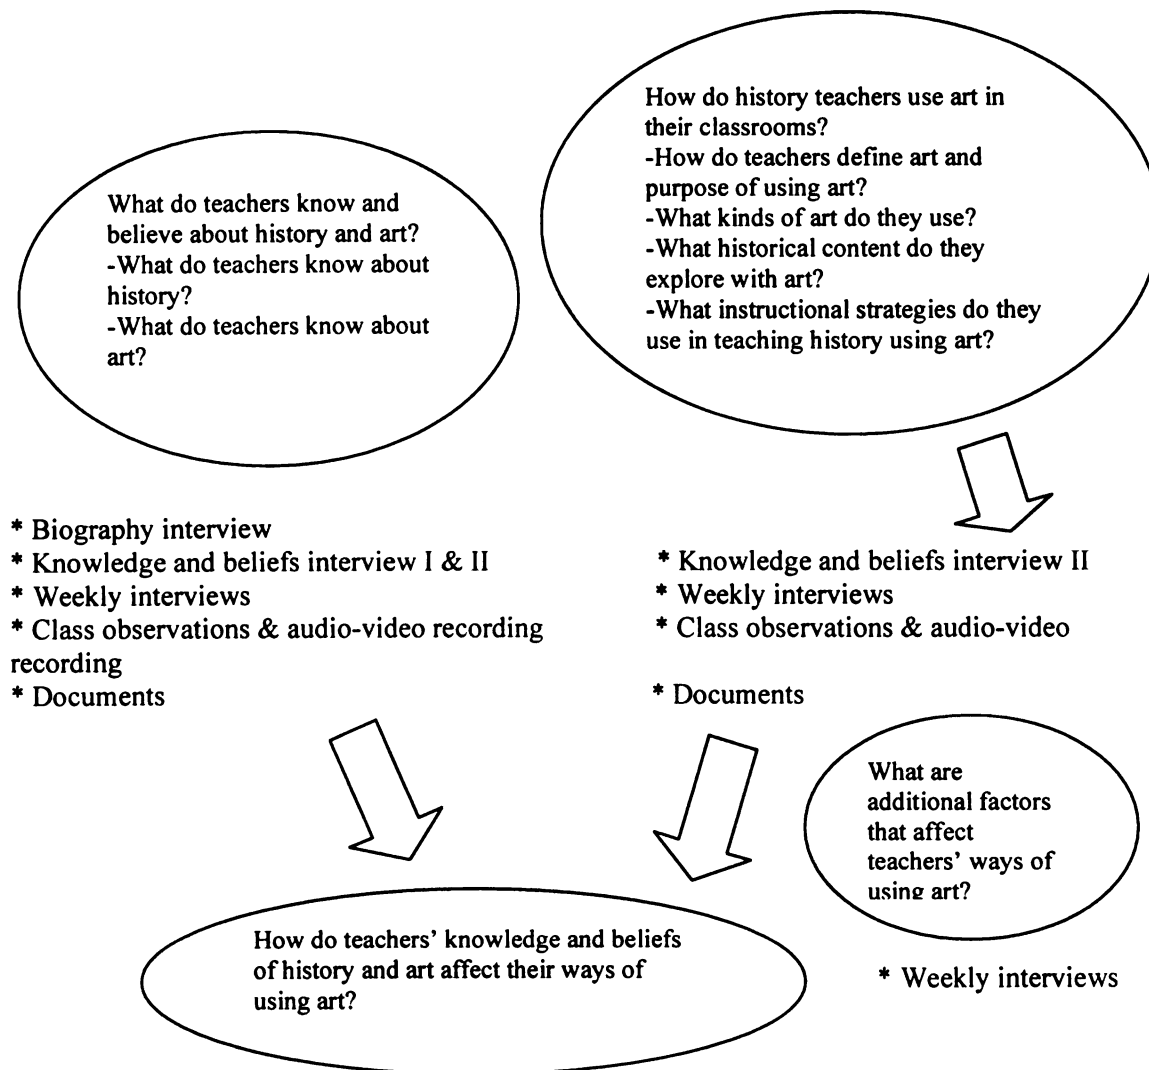 What do teachers know and
believe about history and art?
-What do teachers know about
history?
-What do teachers know about
art?
How do history teachers use art in
their classrooms?
-How do teachers define art and
purpose of using art?
-What kinds of art do they use?
-What historical content do they
explore with art?
-What instructional strategies do they
use in teaching history using art?
* Biography interview
* Knowledge and beliefs interview I & II
* Weekly interviews
* Class observations & audio-video recording
recording
* Documents
* Knowledge and beliefs interview II
* Weekly interviews
* Class observations & audio-video
* Documents
What are
additional factors
that affect
teachers' ways of
using art?
* Weekly interviews
How do teachers' knowledge and beliefs
of history and art affect their ways of
using art?